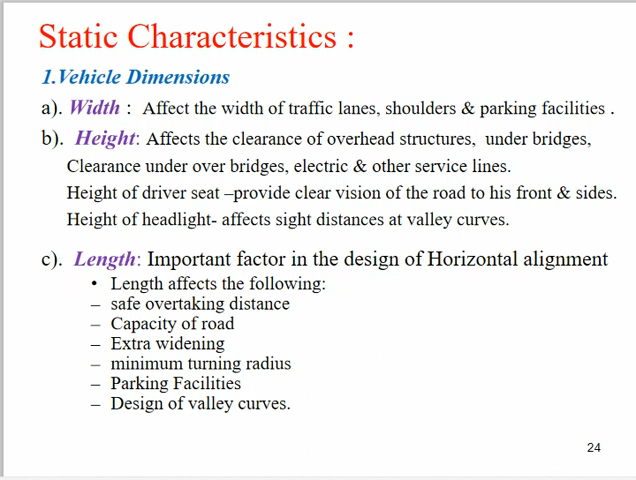 Static Characteristics :
1.Vehicle Dimensions
a). Width : Affect the width of traffic lanes, shoulders & parking facilities .
b). Height: Affects the clearance of overhead structures, under bridges,
Clearance under over bridges, electric & other service lines.
Height of driver seat –provide clear vision of the road to his front & sides.
Height of headlight- affects sight distances at valley curves.
c). Length: Important factor in the design of Horizontal alignment
• Length affects the following:
– safe overtaking distance
– Capacity of road
– Extra widening
– minimum turning radius
– Parking Facilities
– Design of valley curves.
24